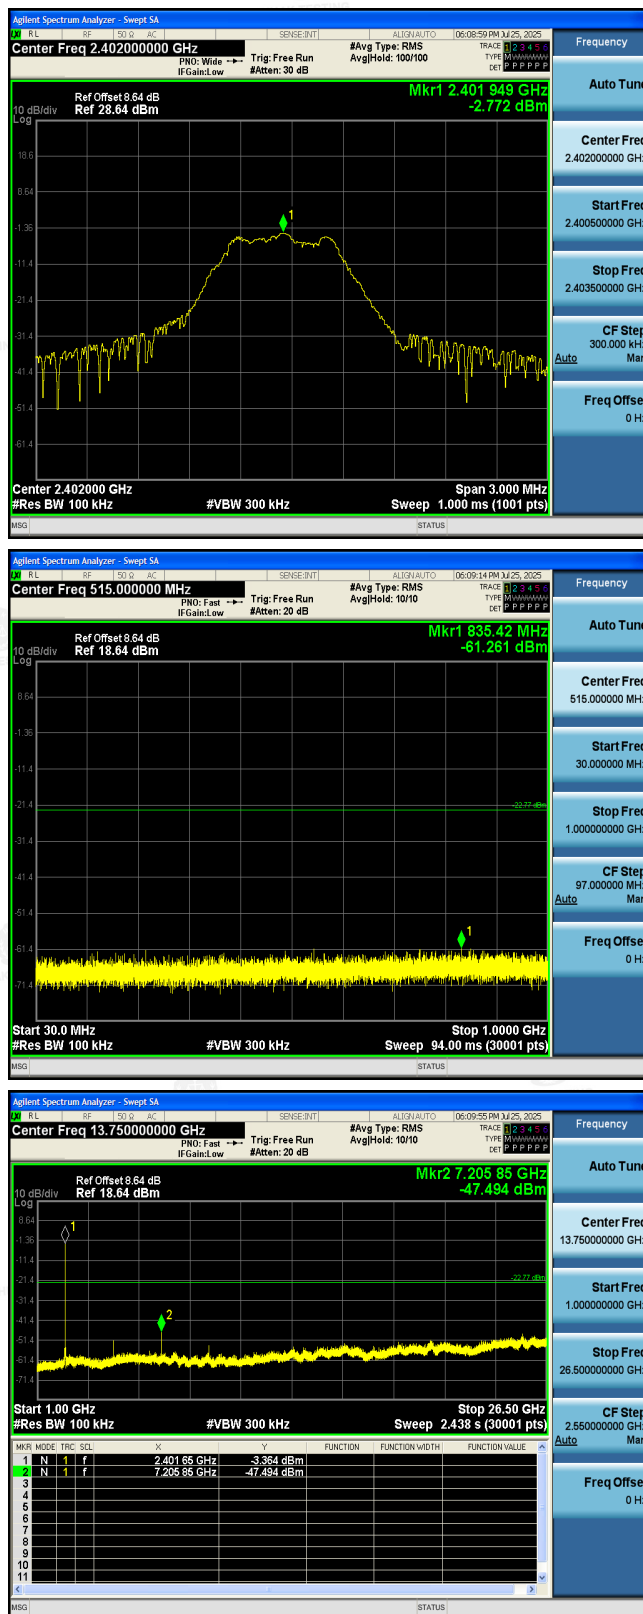 Agilent Spectrum Analyzer - Swept SA
LXI RL RF 50 Ω AC SENSE:INT ALIGNAUTO 06:08:59 PM Jul 25, 2025
Center Freq 2.402000000 GHz #Avg Type: RMS TRACE 1 2 3 4 5 6
PNO: Wide Trig: Free Run Avg|Hold: 100/100 TYPE M
IFGain:Low #Atten: 30 dB DET P P P P P P
Mkr1 2.401 949 GHz
-2.772 dBm
Ref Offset 8.64 dB
10 dB/div Ref 28.64 dBm
Log
18.6
8.64
-1.36
-11.4
-21.4
-31.4
-41.4
-51.4
-61.4
1
Center 2.402000 GHz Span 3.000 MHz
#Res BW 100 kHz #VBW 300 kHz Sweep 1.000 ms (1001 pts)
MSG STATUS
Frequency
Auto Tune
Center Freq
2.402000000 GHz
Start Freq
2.400500000 GHz
Stop Freq
2.403500000 GHz
CF Step
300.000 kHz
Auto Man
Freq Offset
0 Hz
Agilent Spectrum Analyzer - Swept SA
LXI RL RF 50 Ω AC SENSE:INT ALIGNAUTO 06:09:14 PM Jul 25, 2025
Center Freq 515.000000 MHz #Avg Type: RMS TRACE 1 2 3 4 5 6
PNO: Fast Trig: Free Run Avg|Hold: 10/10 TYPE M
IFGain:Low #Atten: 20 dB DET P P P P P P
Mkr1 835.42 MHz
-61.261 dBm
Ref Offset 8.64 dB
10 dB/div Ref 18.64 dBm
Log
8.64
-1.36
-11.4
-21.4
-22.77 dBm
-31.4
-41.4
-51.4
-61.4
-71.4
1
Start 30.0 MHz Stop 1.0000 GHz
#Res BW 100 kHz #VBW 300 kHz Sweep 94.00 ms (30001 pts)
MSG STATUS
Frequency
Auto Tune
Center Freq
515.000000 MHz
Start Freq
30.000000 MHz
Stop Freq
1.000000000 GHz
CF Step
97.000000 MHz
Auto Man
Freq Offset
0 Hz
Agilent Spectrum Analyzer - Swept SA
LXI RL RF 50 Ω AC SENSE:INT ALIGNAUTO 06:09:55 PM Jul 25, 2025
Center Freq 13.750000000 GHz #Avg Type: RMS TRACE 1 2 3 4 5 6
PNO: Fast Trig: Free Run Avg|Hold: 10/10 TYPE M
IFGain:Low #Atten: 20 dB DET P P P P P P
Mkr2 7.205 85 GHz
-47.494 dBm
Ref Offset 8.64 dB
10 dB/div Ref 18.64 dBm
Log
8.64
-1.36
-11.4
-21.4
-22.77 dBm
-31.4
-41.4
-51.4
-61.4
-71.4
1
2
Start 1.00 GHz Stop 26.50 GHz
#Res BW 100 kHz #VBW 300 kHz Sweep 2.438 s (30001 pts)
MKR MODE TRC SCL X Y FUNCTION FUNCTION WIDTH FUNCTION VALUE
1 N 1 f 2.401 65 GHz -3.364 dBm
2 N 1 f 7.205 85 GHz -47.494 dBm
3
4
5
6
7
8
9
10
11
MSG STATUS
Frequency
Auto Tune
Center Freq
13.750000000 GHz
Start Freq
1.000000000 GHz
Stop Freq
26.500000000 GHz
CF Step
2.550000000 GHz
Auto Man
Freq Offset
0 Hz